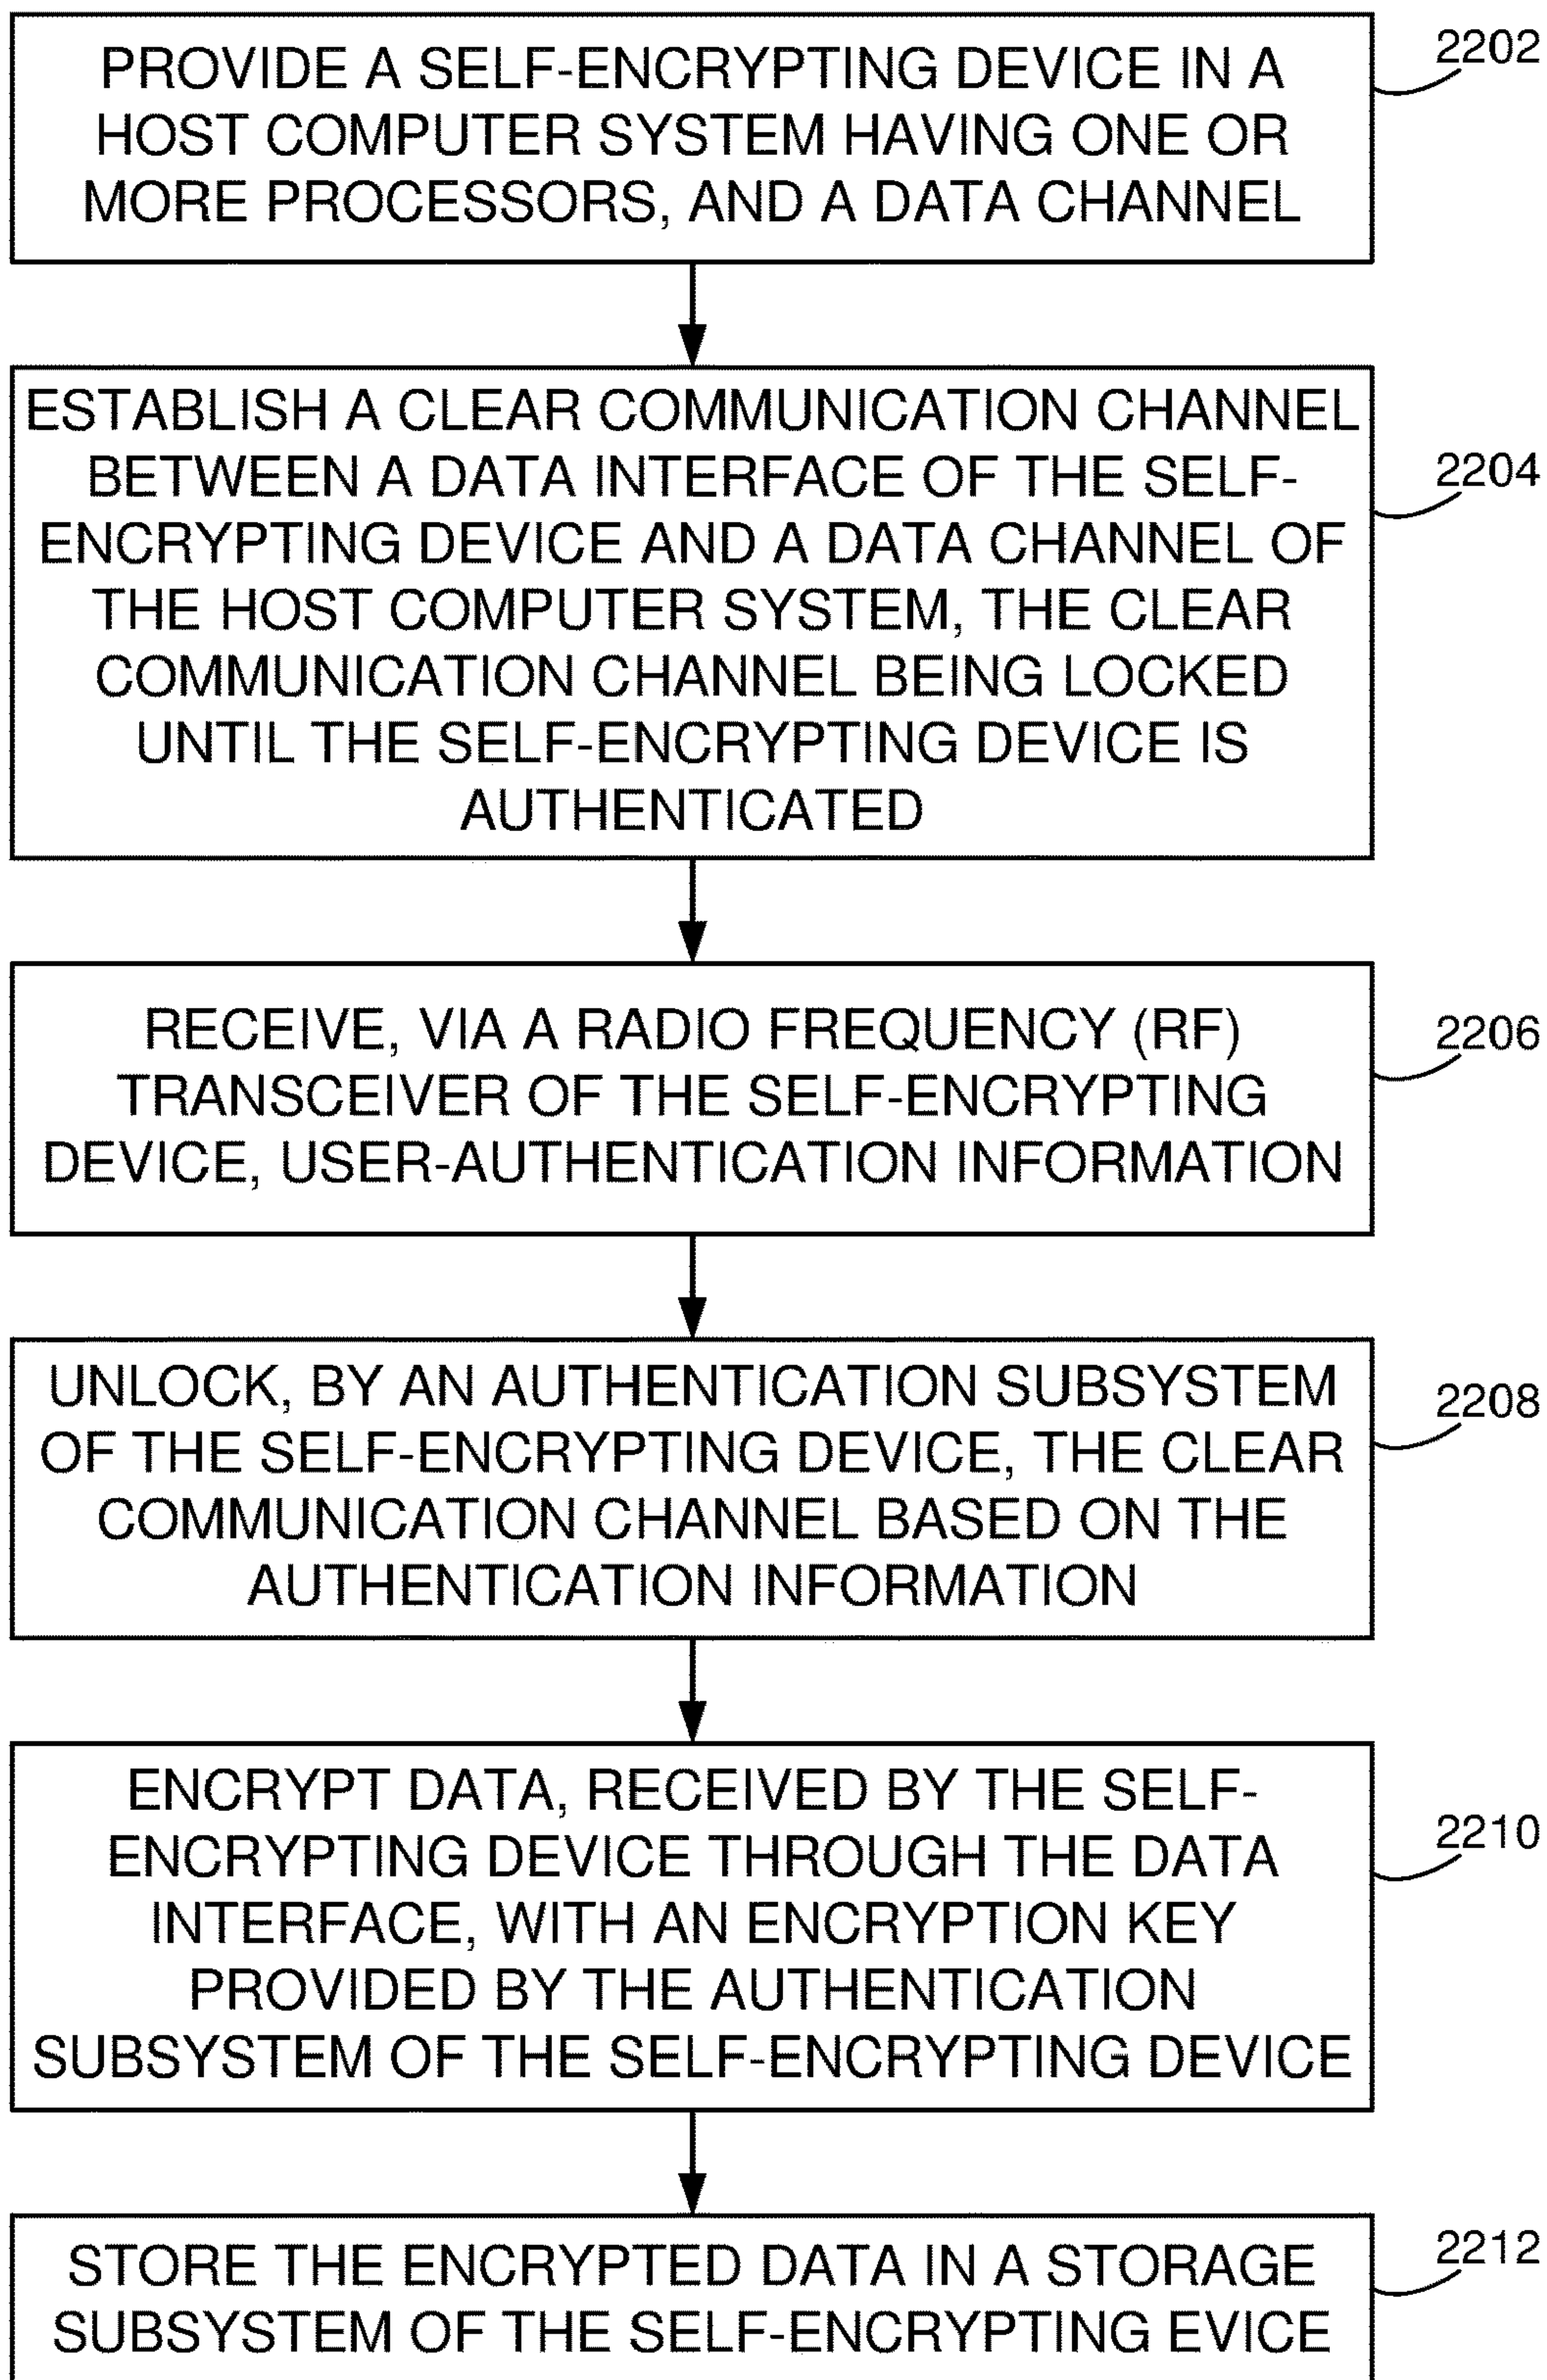 PROVIDE A SELF-ENCRYPTING DEVICE IN A
HOST COMPUTER SYSTEM HAVING ONE OR
MORE PROCESSORS, AND A DATA CHANNEL
2202
ESTABLISH A CLEAR COMMUNICATION CHANNEL
BETWEEN A DATA INTERFACE OF THE SELF-
ENCRYPTING DEVICE AND A DATA CHANNEL OF
THE HOST COMPUTER SYSTEM, THE CLEAR
COMMUNICATION CHANNEL BEING LOCKED
UNTIL THE SELF-ENCRYPTING DEVICE IS
AUTHENTICATED
2204
RECEIVE, VIA A RADIO FREQUENCY (RF)
TRANSCEIVER OF THE SELF-ENCRYPTING
DEVICE, USER-AUTHENTICATION INFORMATION
2206
UNLOCK, BY AN AUTHENTICATION SUBSYSTEM
OF THE SELF-ENCRYPTING DEVICE, THE CLEAR
COMMUNICATION CHANNEL BASED ON THE
AUTHENTICATION INFORMATION
2208
ENCRYPT DATA, RECEIVED BY THE SELF-
ENCRYPTING DEVICE THROUGH THE DATA
INTERFACE, WITH AN ENCRYPTION KEY
PROVIDED BY THE AUTHENTICATION
SUBSYSTEM OF THE SELF-ENCRYPTING DEVICE
2210
STORE THE ENCRYPTED DATA IN A STORAGE
SUBSYSTEM OF THE SELF-ENCRYPTING EVICE
2212